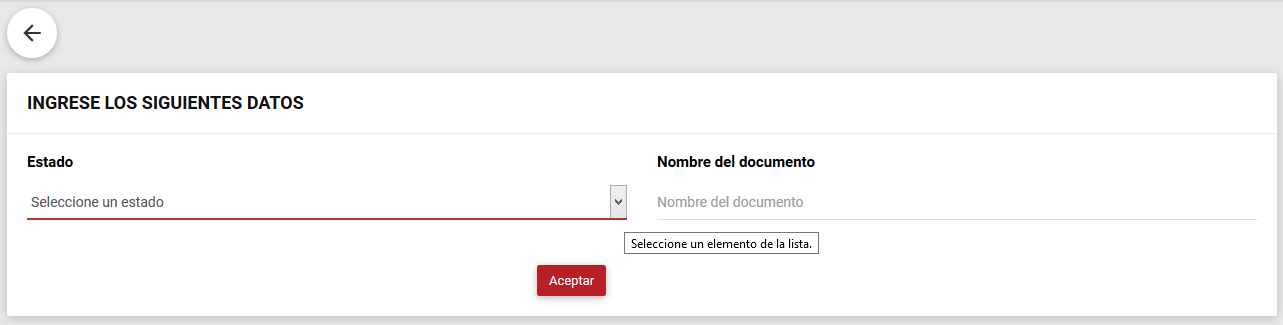 INGRESE LOS SIGUIENTES DATOS
Estado
Nombre del documento
Seleccione un estado
Nombre del documento
Seleccione un elemento de la lista.
Aceptar